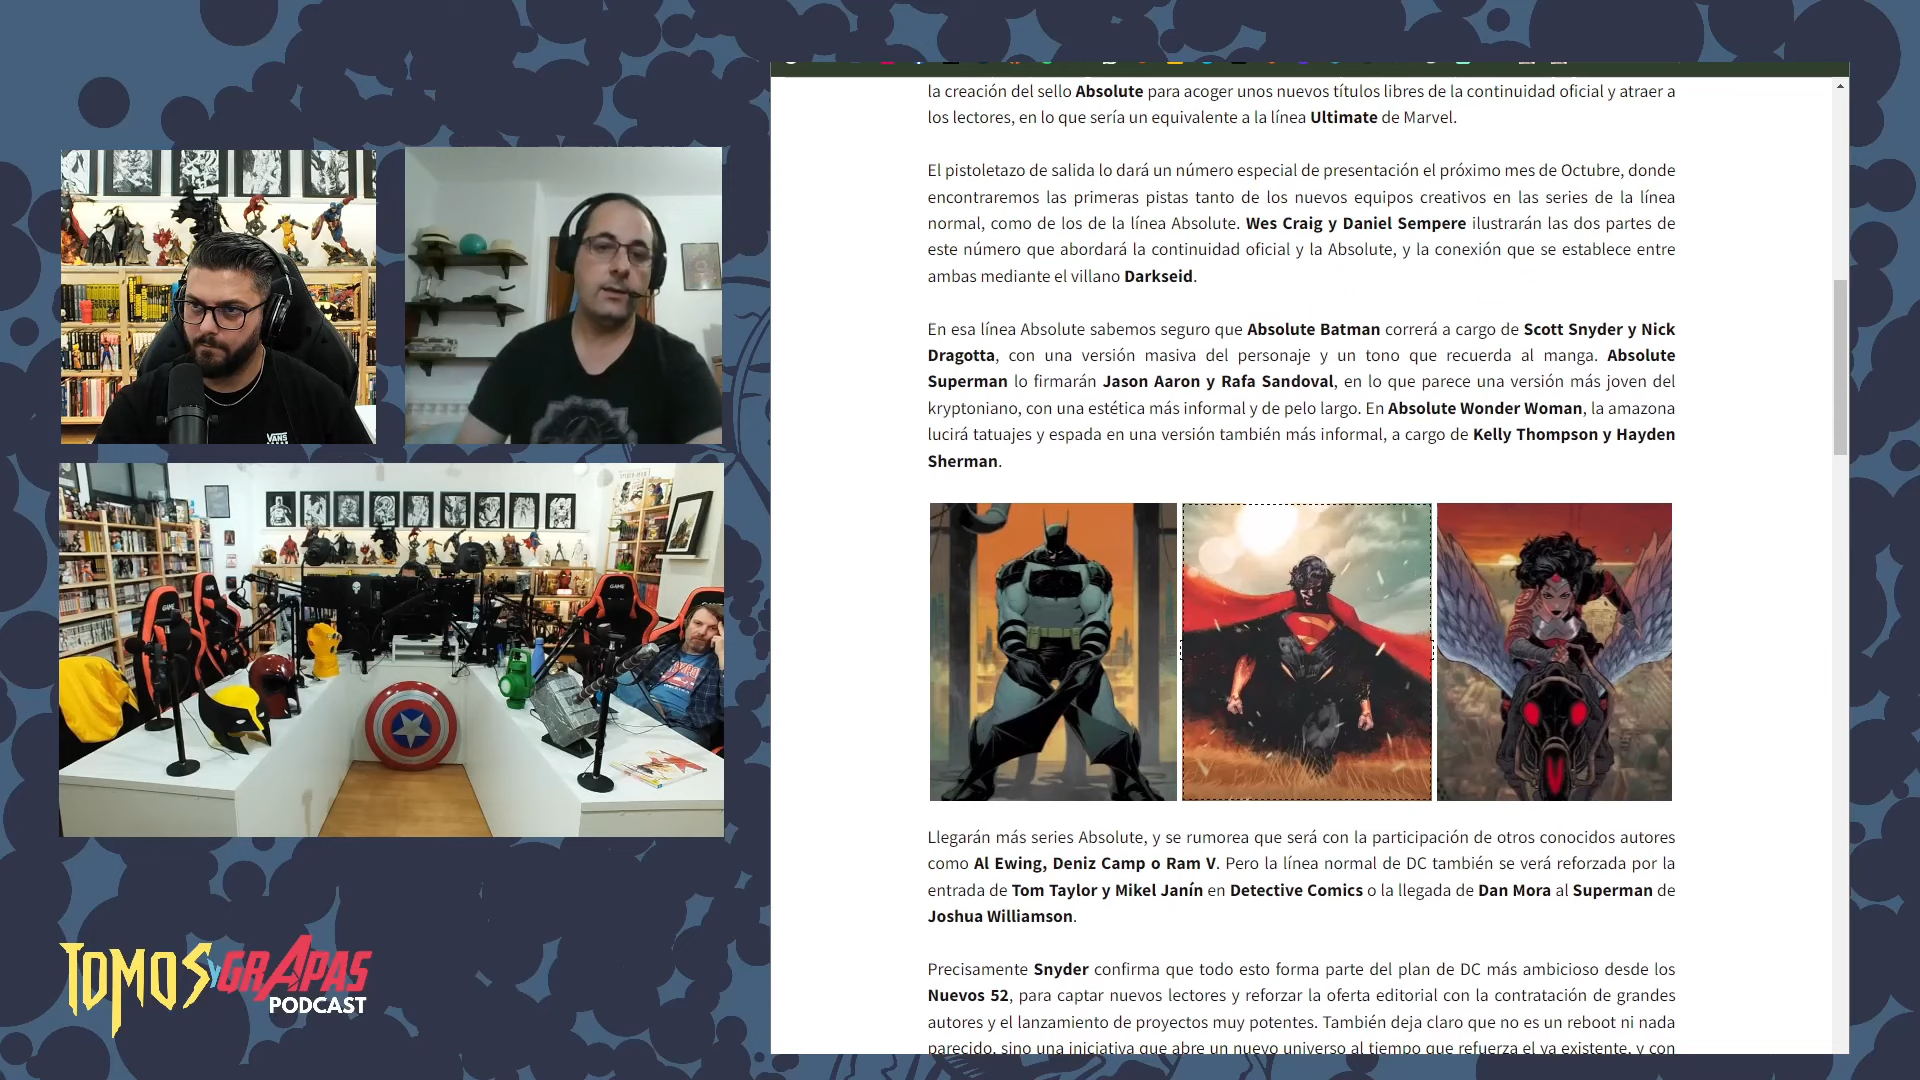 la creación del sello Absolute para acoger unos nuevos títulos libres de la continuidad oficial y atraer a
los lectores, en lo que sería un equivalente a la línea Ultimate de Marvel.
El pistoletazo de salida lo dará un número especial de presentación el próximo mes de Octubre, donde
encontraremos las primeras pistas tanto de los nuevos equipos creativos en las series de la línea
normal, como de los de la línea Absolute. Wes Craig y Daniel Sempere ilustrarán las dos partes de
este número que abordará la continuidad oficial y la Absolute, y la conexión que se establece entre
ambas mediante el villano Darkseid.
En esa línea Absolute sabemos seguro que Absolute Batman correrá a cargo de Scott Snyder y Nick
Dragotta, con una versión masiva del personaje y un tono que recuerda al manga. Absolute
Superman lo firmarán Jason Aaron y Rafa Sandoval, en lo que parece una versión más joven del
kryptoniano, con una estética más informal y de pelo largo. En Absolute Wonder Woman, la amazona
lucirá tatuajes y espada en una versión también más informal, a cargo de Kelly Thompson y Hayden
Sherman.
Llegarán más series Absolute, y se rumorea que será con la participación de otros conocidos autores
como Al Ewing, Deniz Camp o Ram V. Pero la línea normal de DC también se verá reforzada por la
entrada de Tom Taylor y Mikel Janín en Detective Comics o la llegada de Dan Mora al Superman de
Joshua Williamson.
Precisamente Snyder confirma que todo esto forma parte del plan de DC más ambicioso desde los
Nuevos 52, para captar nuevos lectores y reforzar la oferta editorial con la contratación de grandes
autores y el lanzamiento de proyectos muy potentes. También deja claro que no es un reboot ni nada
parecido, sino una iniciativa que abre un nuevo universo al tiempo que refuerza el ya existente, y con
VANS
GAME
GAME
GAME
TOMOS Y GRAPAS
PODCAST